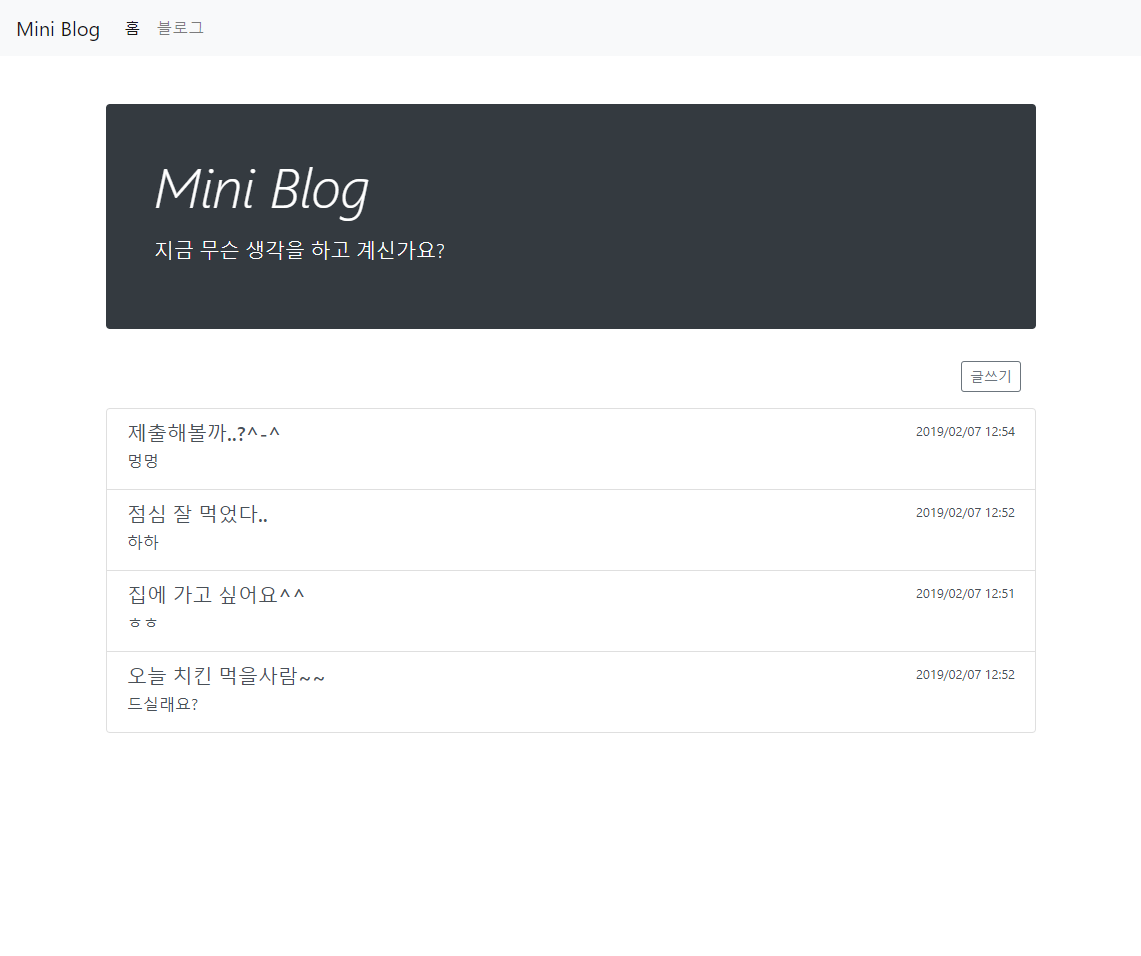 Mini Blog 홈 블로그
Mini Blog
지금 무슨 생각을 하고 계신가요?
글쓰기
제출해볼까..?^-^ 2019/02/07 12:54
멍멍
점심 잘 먹었다.. 2019/02/07 12:52
하하
집에 가고 싶어요^^ 2019/02/07 12:51
ㅎㅎ
오늘 치킨 먹을사람~~ 2019/02/07 12:52
드실래요?